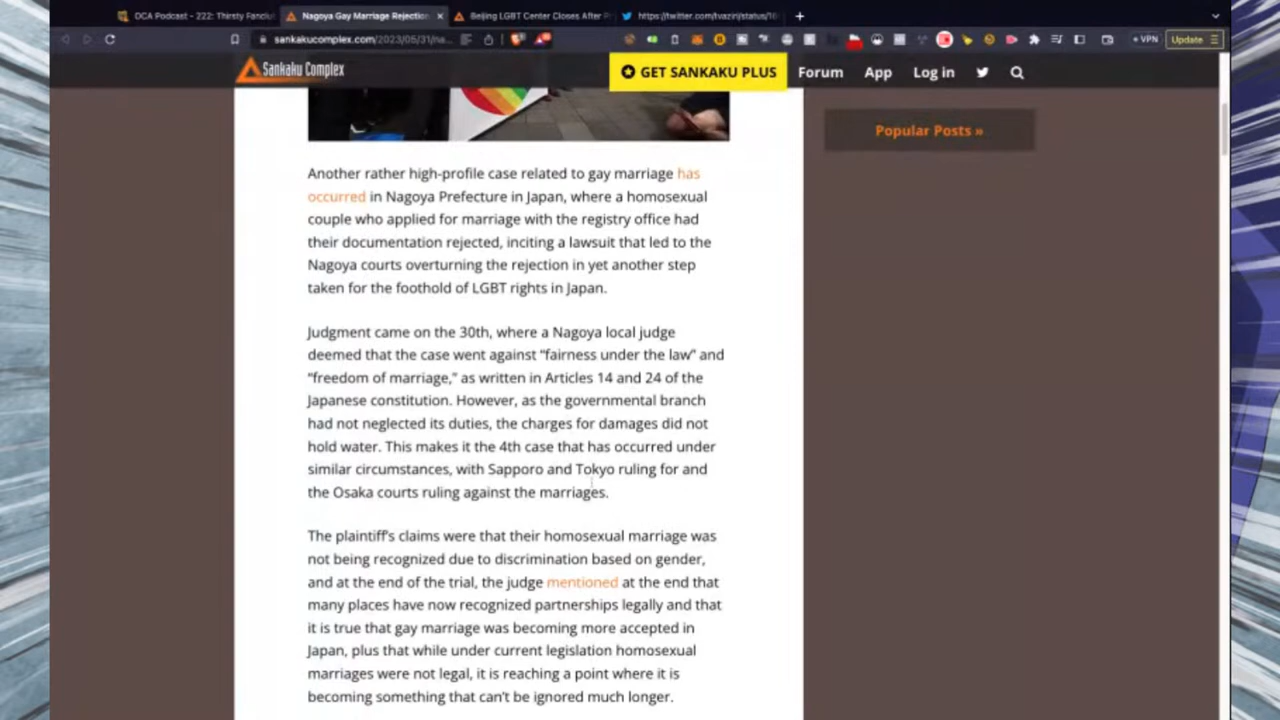 OCA Podcast - 222: Thirsty Fanclu
Nagoya Gay Marriage Rejection
Beijing LGBT Center Closes After P
https://twitter.com/tvaziri/status/16
sankakucomplex.com/2023/05/31/na...
+ VPN
Update
Sankaku Complex
GET SANKAKU PLUS
Forum
App
Log in
Popular Posts »
Another rather high-profile case related to gay marriage has
occurred in Nagoya Prefecture in Japan, where a homosexual
couple who applied for marriage with the registry office had
their documentation rejected, inciting a lawsuit that led to the
Nagoya courts overturning the rejection in yet another step
taken for the foothold of LGBT rights in Japan.
Judgment came on the 30th, where a Nagoya local judge
deemed that the case went against “fairness under the law” and
“freedom of marriage,” as written in Articles 14 and 24 of the
Japanese constitution. However, as the governmental branch
had not neglected its duties, the charges for damages did not
hold water. This makes it the 4th case that has occurred under
similar circumstances, with Sapporo and Tokyo ruling for and
the Osaka courts ruling against the marriages.
The plaintiff’s claims were that their homosexual marriage was
not being recognized due to discrimination based on gender,
and at the end of the trial, the judge mentioned at the end that
many places have now recognized partnerships legally and that
it is true that gay marriage was becoming more accepted in
Japan, plus that while under current legislation homosexual
marriages were not legal, it is reaching a point where it is
becoming something that can’t be ignored much longer.